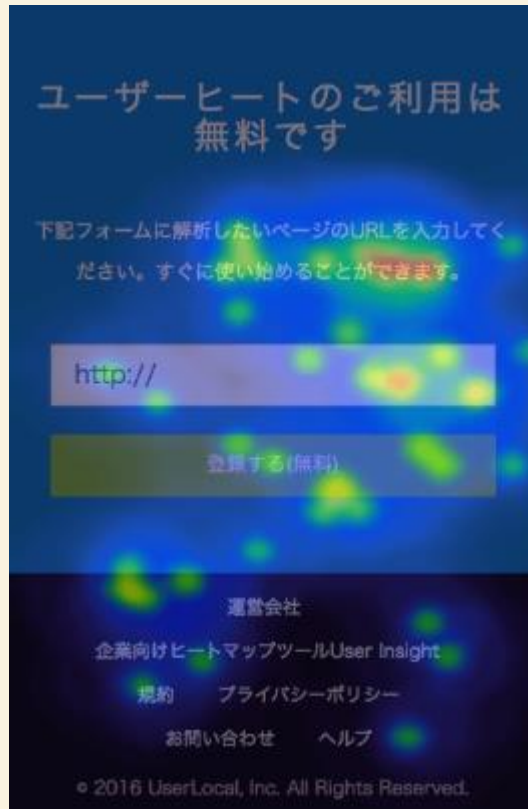 ユーザーヒートのご利用は
無料です
下記フォームに解析したいページのURLを入力してく
ださい。すぐに使い始めることができます。
http://
登録する(無料)
運営会社
企業向けヒートマップツールUser Insight
規約 プライバシーポリシー
お問い合わせ ヘルプ
© 2016 UserLocal, Inc. All Rights Reserved.